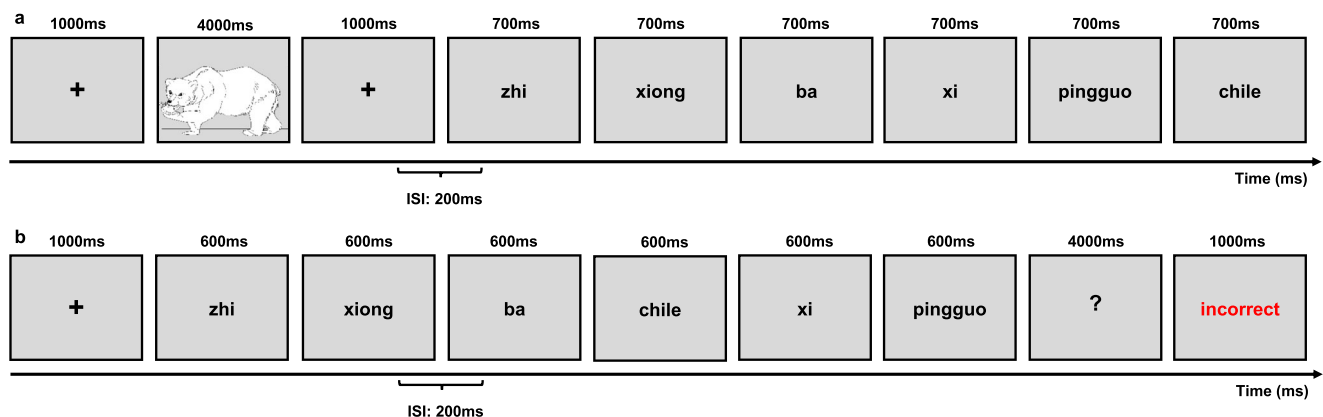 a
1000ms 4000ms 1000ms 700ms 700ms 700ms 700ms 700ms 700ms
+ + zhi xiong ba xi pingguo chile
Time (ms)
ISI: 200ms
b
1000ms 600ms 600ms 600ms 600ms 600ms 600ms 4000ms 1000ms
+ zhi xiong ba chile xi pingguo ? incorrect
Time (ms)
ISI: 200ms